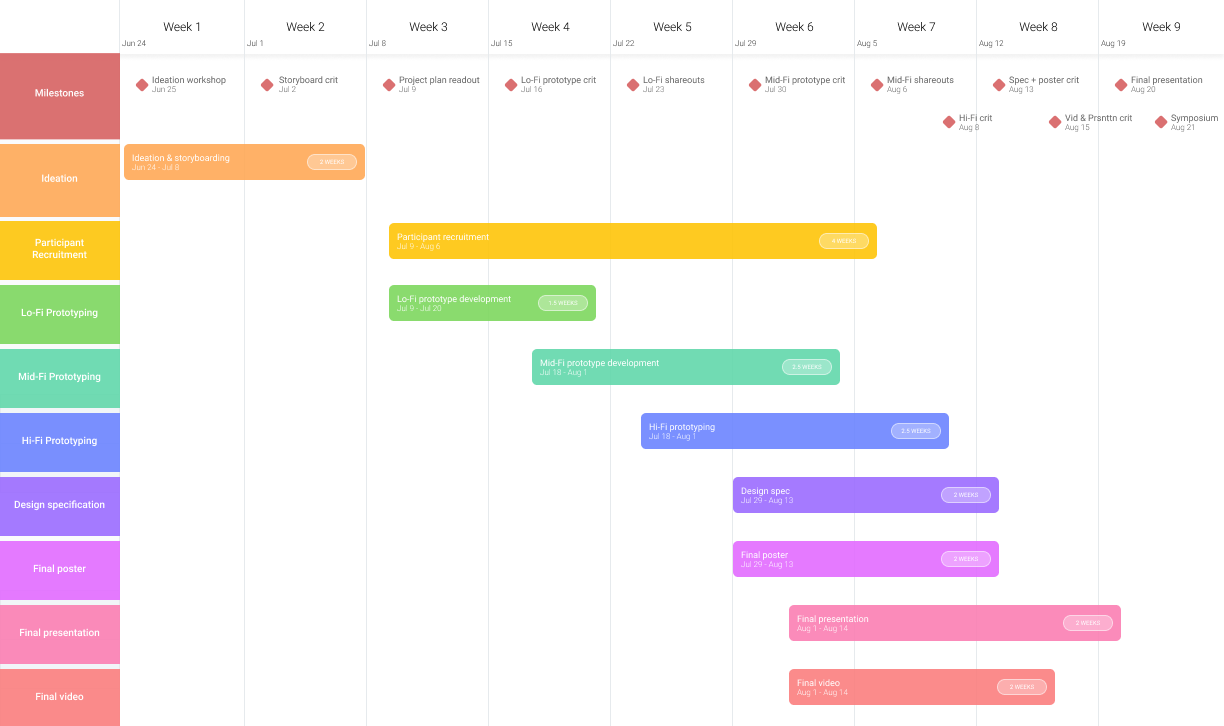 Week 1
Week 2
Week 3
Week 4
Week 5
Week 6
Week 7
Week 8
Week 9
Jun 24
Jul 1
Jul 8
Jul 15
Jul 22
Jul 29
Aug 5
Aug 12
Aug 19
Milestones
Ideation workshop
Jun 25
Storyboard crit
Jul 2
Project plan readout
Jul 9
Lo-Fi prototype crit
Jul 16
Lo-Fi shareouts
Jul 23
Mid-Fi prototype crit
Jul 30
Mid-Fi shareouts
Aug 6
Spec + poster crit
Aug 13
Final presentation
Aug 20
Hi-Fi crit
Aug 8
Vid & Prsnttn crit
Aug 15
Symposium
Aug 21
Ideation
Ideation & storyboarding
Jun 24 - Jul 8
2 WEEKS
Participant
Recruitment
Participant recruitment
Jul 9 - Aug 6
4 WEEKS
Lo-Fi Prototyping
Lo-Fi prototype development
Jul 9 - Jul 20
1.5 WEEKS
Mid-Fi Prototyping
Mid-Fi prototype development
Jul 18 - Aug 1
2.5 WEEKS
Hi-Fi Prototyping
Hi-Fi prototyping
Jul 18 - Aug 1
2.5 WEEKS
Design specification
Design spec
Jul 29 - Aug 13
2 WEEKS
Final poster
Final poster
Jul 29 - Aug 13
2 WEEKS
Final presentation
Final presentation
Aug 1 - Aug 14
2 WEEKS
Final video
Final video
Aug 1 - Aug 14
2 WEEKS